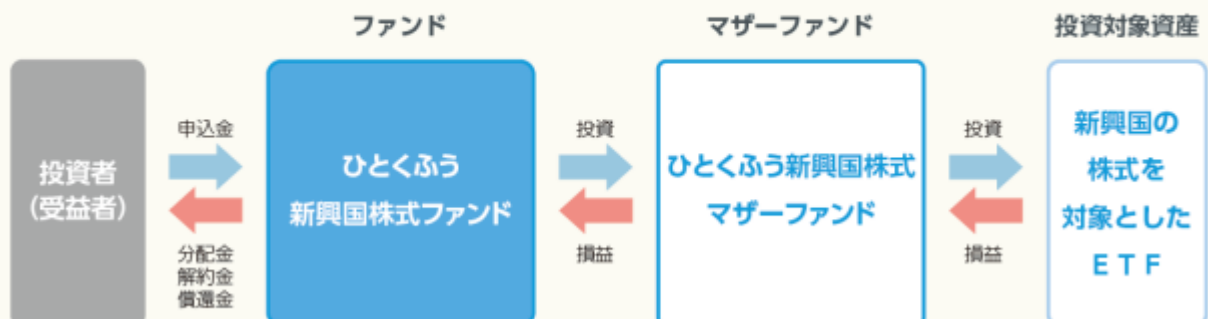 ファンド
マザーファンド
投資対象資産
投資者
(受益者)
申込金
分配金
解約金
償還金
ひとくふう
新興国株式ファンド
投資
損益
ひとくふう新興国株式
マザーファンド
投資
損益
新興国の
株式を
対象とした
ＥＴＦ